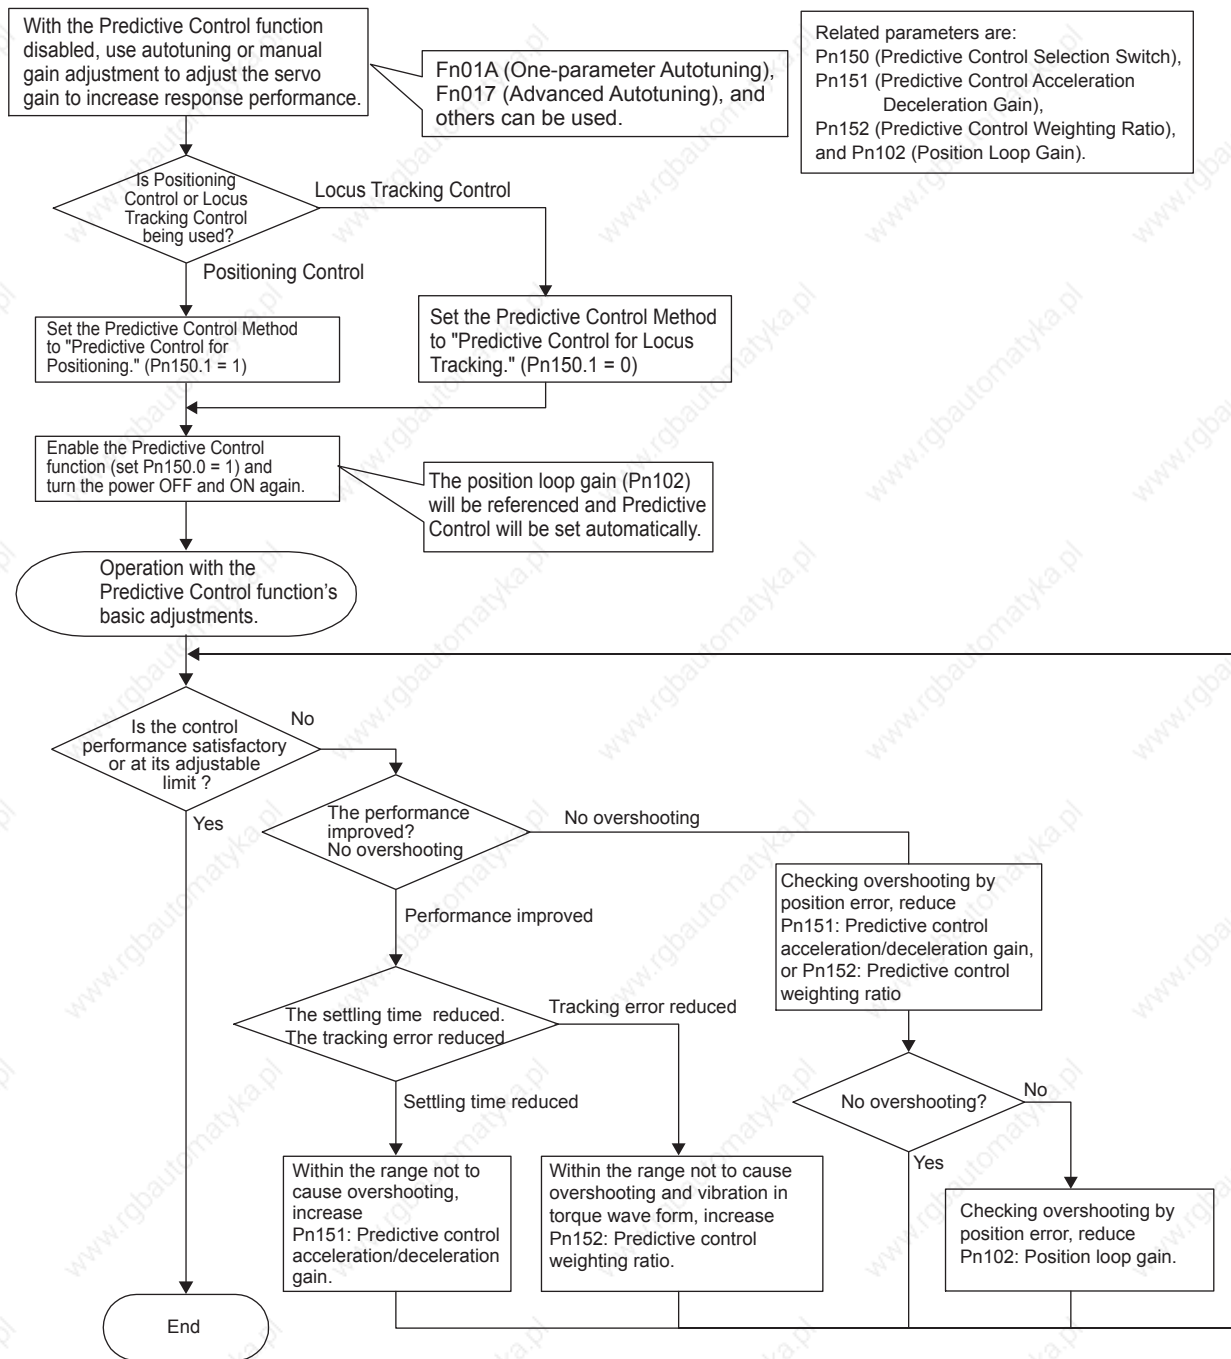 With the Predictive Control function
disabled, use autotuning or manual
gain adjustment to adjust the servo
gain to increase response performance.
Fn01A (One-parameter Autotuning),
Fn017 (Advanced Autotuning), and
others can be used.
Related parameters are:
Pn150 (Predictive Control Selection Switch),
Pn151 (Predictive Control Acceleration
Deceleration Gain),
Pn152 (Predictive Control Weighting Ratio),
and Pn102 (Position Loop Gain).
Is Positioning
Control or Locus
Tracking Control
being used?
Locus Tracking Control
Positioning Control
Set the Predictive Control Method
to "Predictive Control for
Positioning." (Pn150.1 = 1)
Set the Predictive Control Method
to "Predictive Control for Locus
Tracking." (Pn150.1 = 0)
Enable the Predictive Control
function (set Pn150.0 = 1) and
turn the power OFF and ON again.
The position loop gain (Pn102)
will be referenced and Predictive
Control will be set automatically.
Operation with the
Predictive Control function's
basic adjustments.
Is the control
performance satisfactory
or at its adjustable
limit ?
No
Yes
The performance
improved?
No overshooting
No overshooting
Performance improved
Checking overshooting by
position error, reduce
Pn151: Predictive control
acceleration/deceleration gain,
or Pn152: Predictive control
weighting ratio
The settling time reduced.
The tracking error reduced
Tracking error reduced
Settling time reduced
No overshooting?
No
Yes
Within the range not to
cause overshooting,
increase
Pn151: Predictive control
acceleration/deceleration
gain.
Within the range not to cause
overshooting and vibration in
torque wave form, increase
Pn152: Predictive control
weighting ratio.
Checking overshooting by
position error, reduce
Pn102: Position loop gain.
End
www.rgbautomatyka.pl